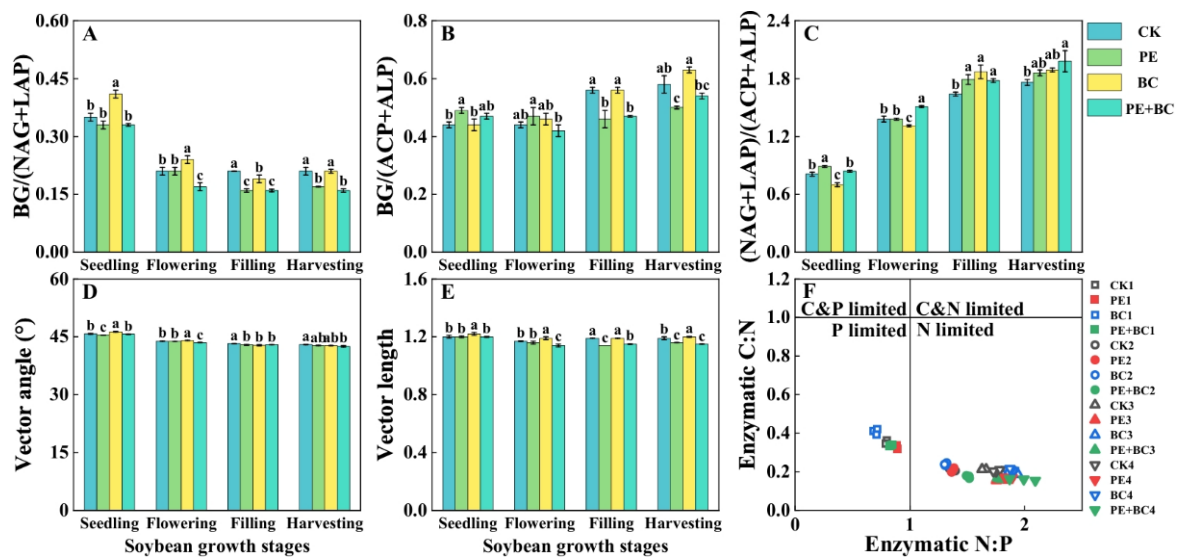 A
BG/(NAG+LAP)
0.60
0.45
0.30
0.15
0.00
b b a b
b b a c
a c b c
a b a b
Seedling Flowering Filling Harvesting
B
BG/(ACP+ALP)
0.8
0.6
0.4
0.2
0.0
b a b ab
ab a ab b
a b a b
ab c a bc
Seedling Flowering Filling Harvesting
C
(NAG+LAP)/(ACP+ALP)
2.4
1.8
1.2
0.6
0.0
b a c b
b b c a
b a a a
b ab ab a
Seedling Flowering Filling Harvesting
CK
PE
BC
PE+BC
D
Vector angle (°)
60
45
30
15
0
b c a b
b b a c
a b b b
a ab ab b
Seedling Flowering Filling Harvesting
Soybean growth stages
E
Vector length
1.6
1.2
0.8
0.4
0.0
b b a b
b b a c
a c a b
a b a b
Seedling Flowering Filling Harvesting
Soybean growth stages
F
Enzymatic C:N
1.2
1.0
0.8
0.6
0.4
0.2
0.0
C&P limited
C&N limited
P limited
N limited
0 1 2
Enzymatic N:P
CK1
PE1
BC1
PE+BC1
CK2
PE2
BC2
PE+BC2
CK3
PE3
BC3
PE+BC3
CK4
PE4
BC4
PE+BC4